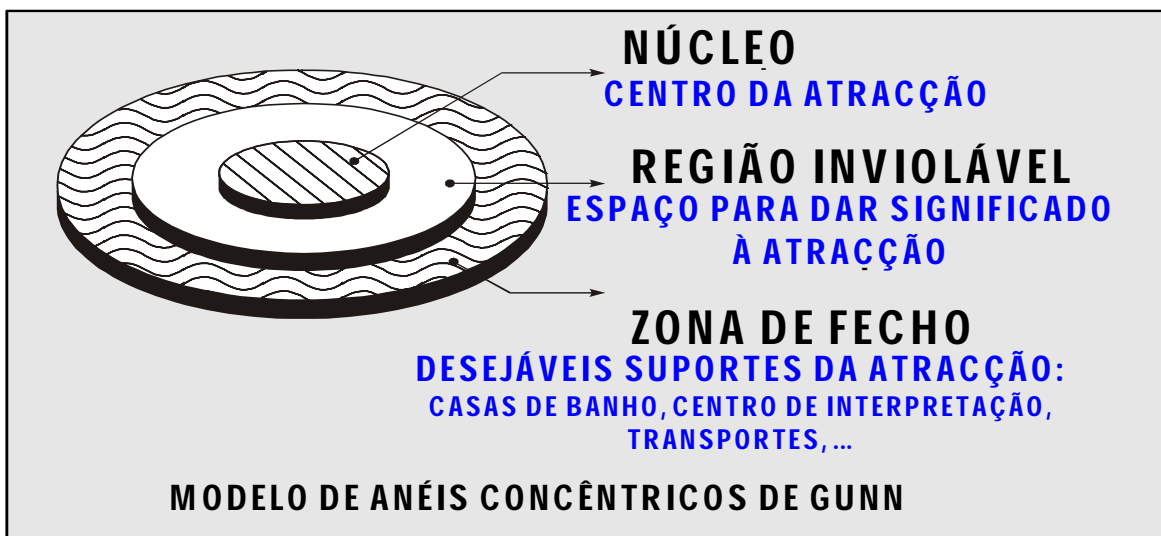 NÚCLEO
CENTRO DA ATRACÇÃO
REGIÃO INVIOLÁVEL
ESPAÇO PARA DAR SIGNIFICADO
À ATRACÇÃO
ZONA DE FECHO
DESEJÁVEIS SUPORTES DA ATRACÇÃO:
CASAS DE BANHO, CENTRO DE INTERPRETAÇÃO,
TRANSPORTES, ...
MODELO DE ANÉIS CONCÊNTRICOS DE GUNN